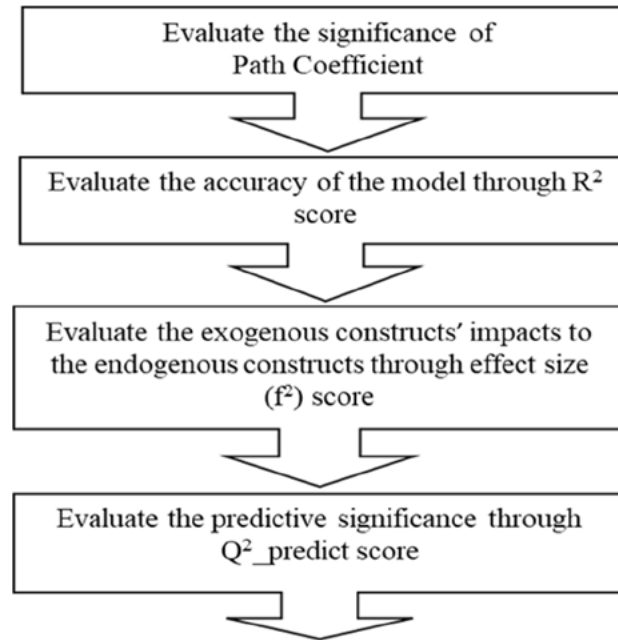 Evaluate the significance of
Path Coefficient
Evaluate the accuracy of the model through R²
score
Evaluate the exogenous constructs’ impacts to
the endogenous constructs through effect size
(f²) score
Evaluate the predictive significance through
Q²_predict score